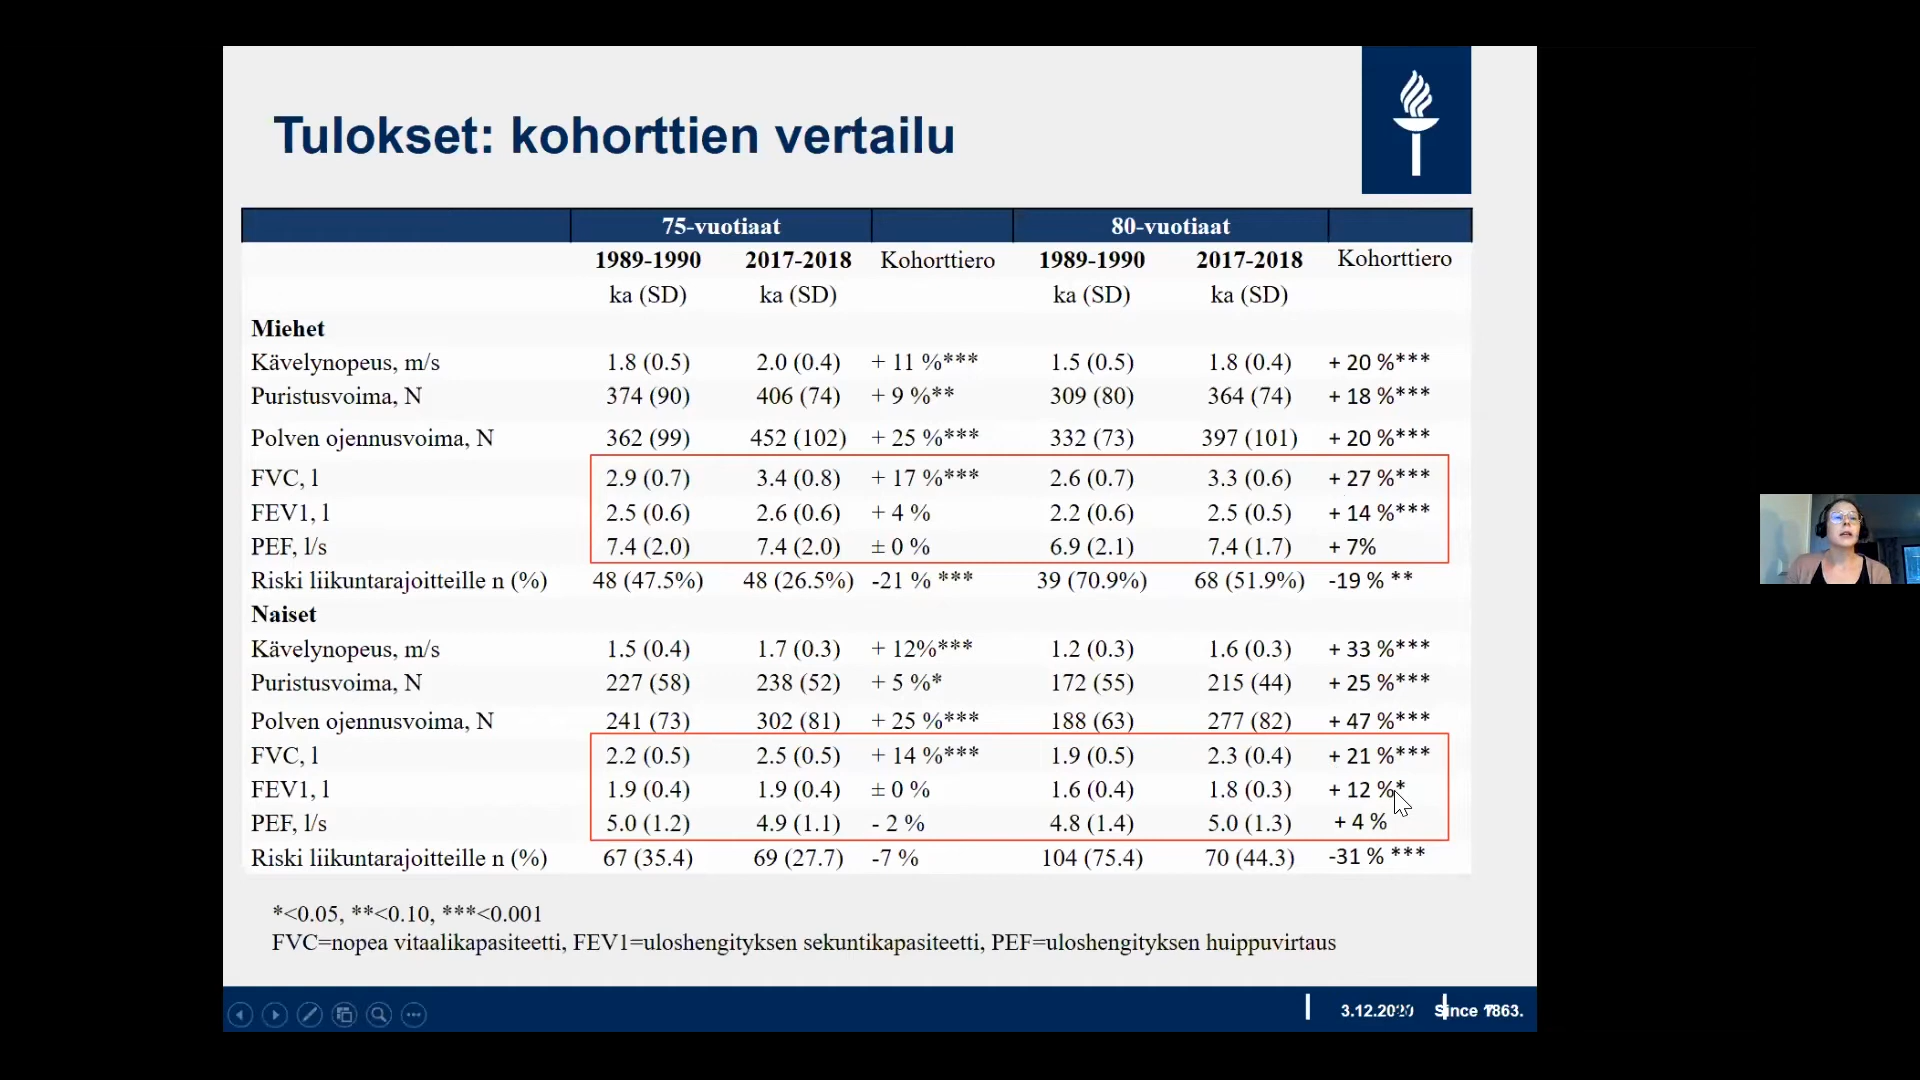 Tulokset: kohorttien vertailu
75-vuotiaat 80-vuotiaat
1989-1990 2017-2018 Kohorttiero 1989-1990 2017-2018 Kohorttiero
ka (SD) ka (SD) ka (SD) ka (SD)
Miehet
Kävelynopeus, m/s 1.8 (0.5) 2.0 (0.4) + 11 %*** 1.5 (0.5) 1.8 (0.4) + 20 %***
Puristusvoima, N 374 (90) 406 (74) + 9 %** 309 (80) 364 (74) + 18 %***
Polven ojennusvoima, N 362 (99) 452 (102) + 25 %*** 332 (73) 397 (101) + 20 %***
FVC, l 2.9 (0.7) 3.4 (0.8) + 17 %*** 2.6 (0.7) 3.3 (0.6) + 27 %***
FEV1, l 2.5 (0.6) 2.6 (0.6) + 4 % 2.2 (0.6) 2.5 (0.5) + 14 %***
PEF, l/s 7.4 (2.0) 7.4 (2.0) ± 0 % 6.9 (2.1) 7.4 (1.7) + 7%
Riski liikuntarajoitteille n (%) 48 (47.5%) 48 (26.5%) -21 % *** 39 (70.9%) 68 (51.9%) -19 % **
Naiset
Kävelynopeus, m/s 1.5 (0.4) 1.7 (0.3) + 12%*** 1.2 (0.3) 1.6 (0.3) + 33 %***
Puristusvoima, N 227 (58) 238 (52) + 5 %* 172 (55) 215 (44) + 25 %***
Polven ojennusvoima, N 241 (73) 302 (81) + 25 %*** 188 (63) 277 (82) + 47 %***
FVC, l 2.2 (0.5) 2.5 (0.5) + 14 %*** 1.9 (0.5) 2.3 (0.4) + 21 %***
FEV1, l 1.9 (0.4) 1.9 (0.4) ± 0 % 1.6 (0.4) 1.8 (0.3) + 12 %*
PEF, l/s 5.0 (1.2) 4.9 (1.1) - 2 % 4.8 (1.4) 5.0 (1.3) + 4 %
Riski liikuntarajoitteille n (%) 67 (35.4) 69 (27.7) -7 % 104 (75.4) 70 (44.3) -31 % ***
*<0.05, **<0.10, ***<0.001
FVC=nopea vitaalikapasiteetti, FEV1=uloshengityksen sekuntikapasiteetti, PEF=uloshengityksen huippuvirtaus
3.12.2020 Since 1863.